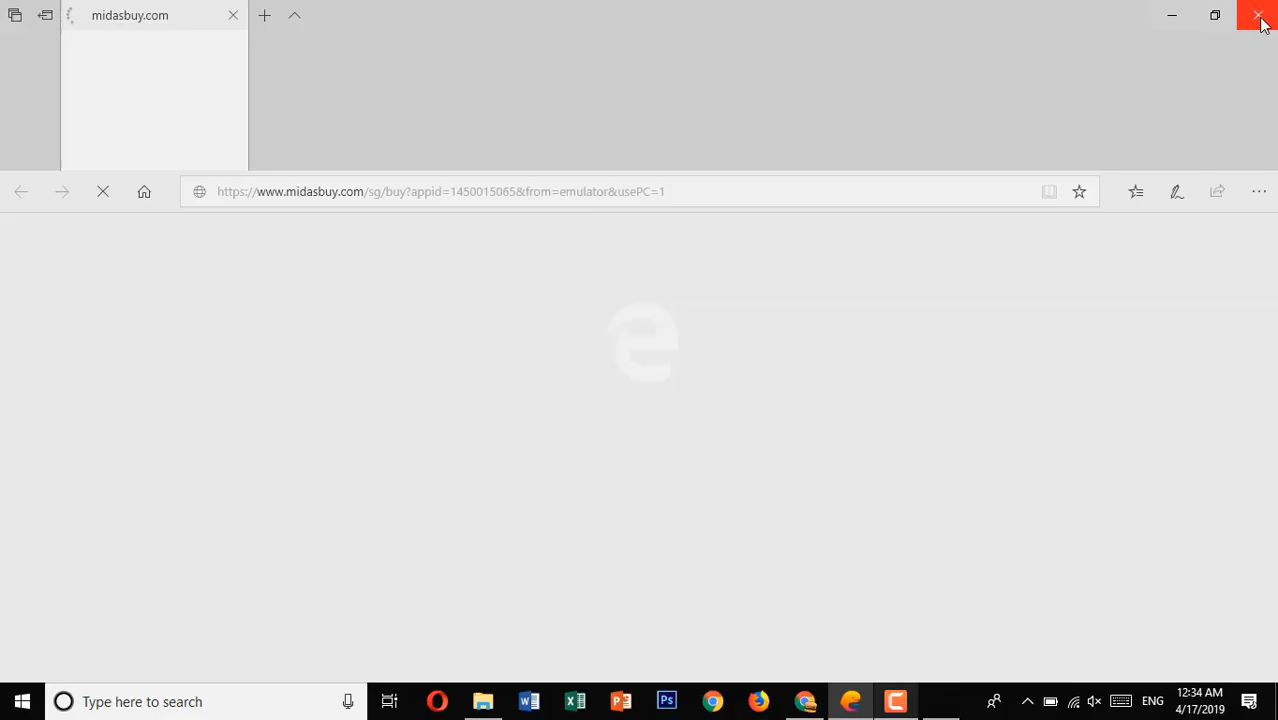 midasbuy.com
https://www.midasbuy.com/sg/buy?appid=1450015065&from=emulator&usePC=1
Type here to search
Ps
ENG
12:34 AM
4/17/2019